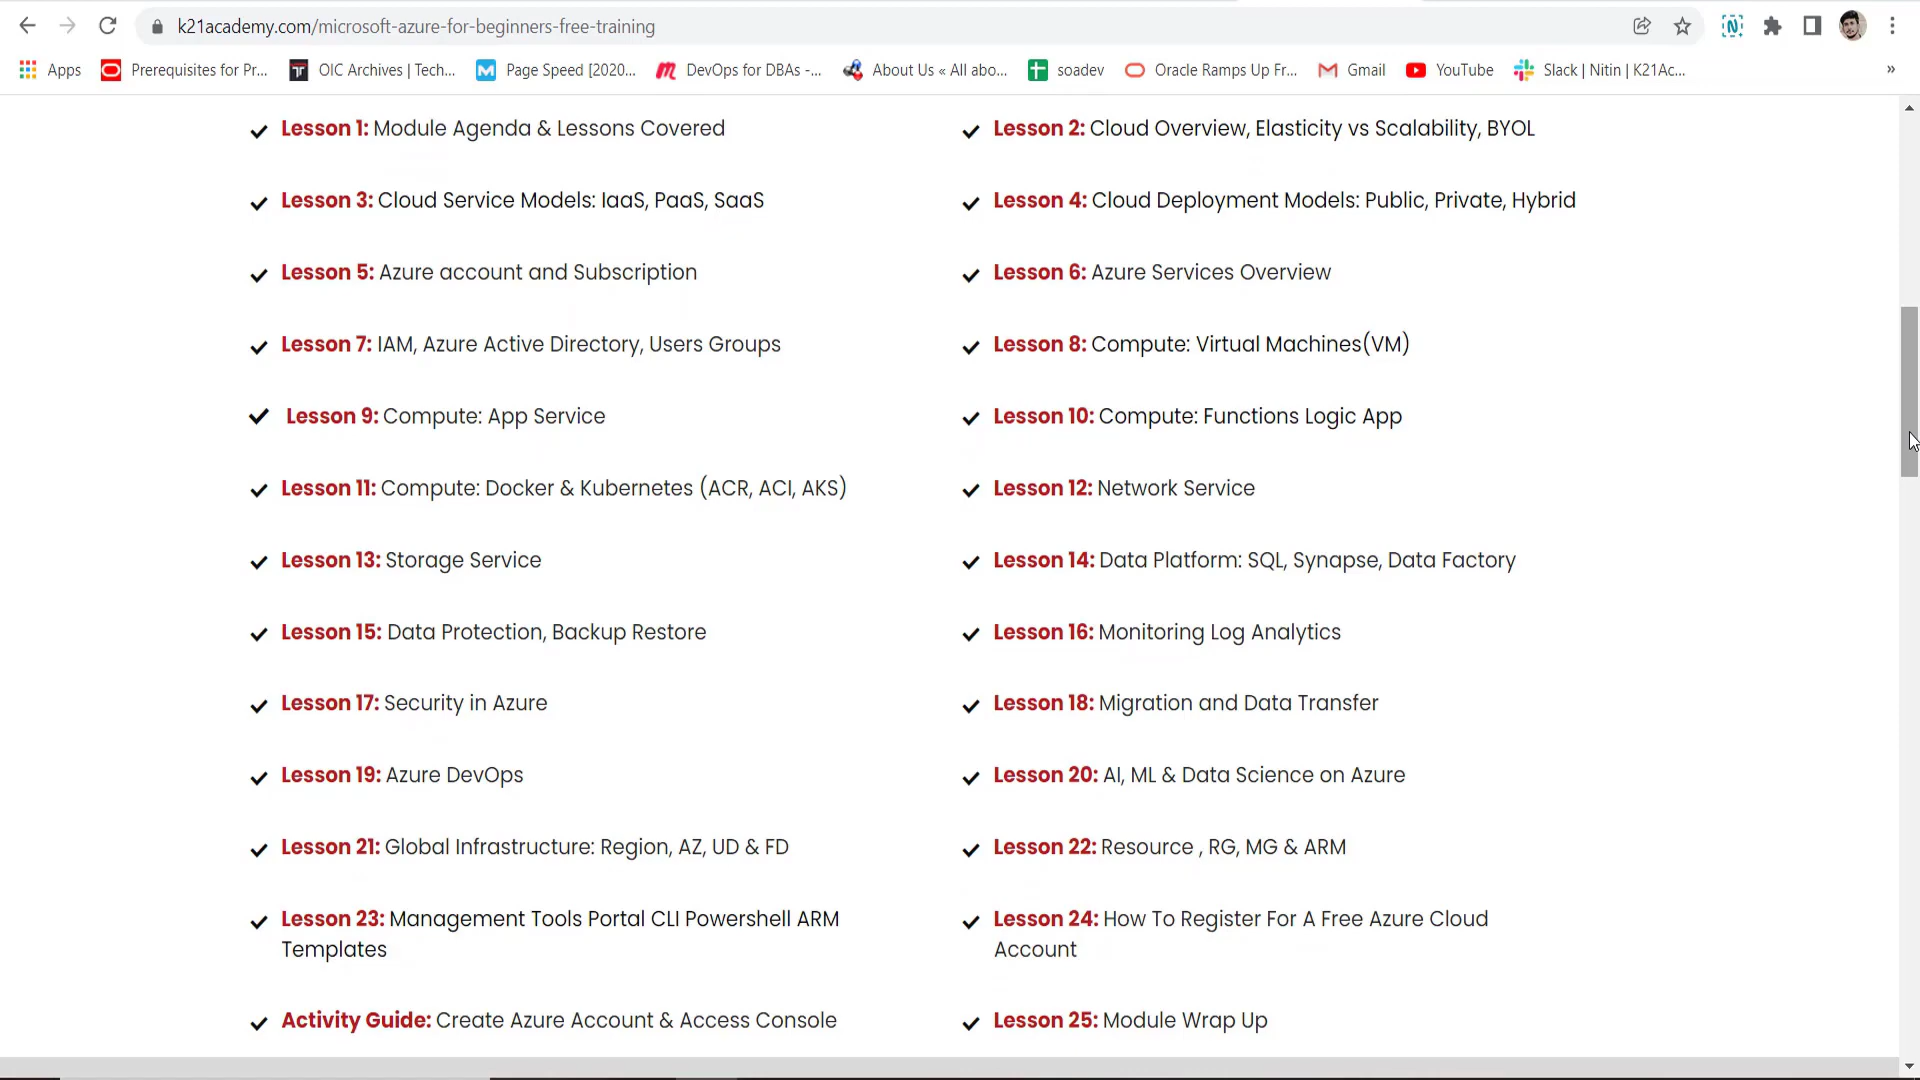 k21academy.com/microsoft-azure-for-beginners-free-training
Apps
Prerequisites for Pr...
OIC Archives | Tech...
Page Speed [2020...
DevOps for DBAs -...
About Us « All abo...
soadev
Oracle Ramps Up Fr...
Gmail
YouTube
Slack | Nitin | K21Ac...
»
Lesson 1: Module Agenda & Lessons Covered
Lesson 2: Cloud Overview, Elasticity vs Scalability, BYOL
Lesson 3: Cloud Service Models: IaaS, PaaS, SaaS
Lesson 4: Cloud Deployment Models: Public, Private, Hybrid
Lesson 5: Azure account and Subscription
Lesson 6: Azure Services Overview
Lesson 7: IAM, Azure Active Directory, Users Groups
Lesson 8: Compute: Virtual Machines(VM)
Lesson 9: Compute: App Service
Lesson 10: Compute: Functions Logic App
Lesson 11: Compute: Docker & Kubernetes (ACR, ACI, AKS)
Lesson 12: Network Service
Lesson 13: Storage Service
Lesson 14: Data Platform: SQL, Synapse, Data Factory
Lesson 15: Data Protection, Backup Restore
Lesson 16: Monitoring Log Analytics
Lesson 17: Security in Azure
Lesson 18: Migration and Data Transfer
Lesson 19: Azure DevOps
Lesson 20: AI, ML & Data Science on Azure
Lesson 21: Global Infrastructure: Region, AZ, UD & FD
Lesson 22: Resource , RG, MG & ARM
Lesson 23: Management Tools Portal CLI Powershell ARM
Templates
Lesson 24: How To Register For A Free Azure Cloud
Account
Activity Guide: Create Azure Account & Access Console
Lesson 25: Module Wrap Up